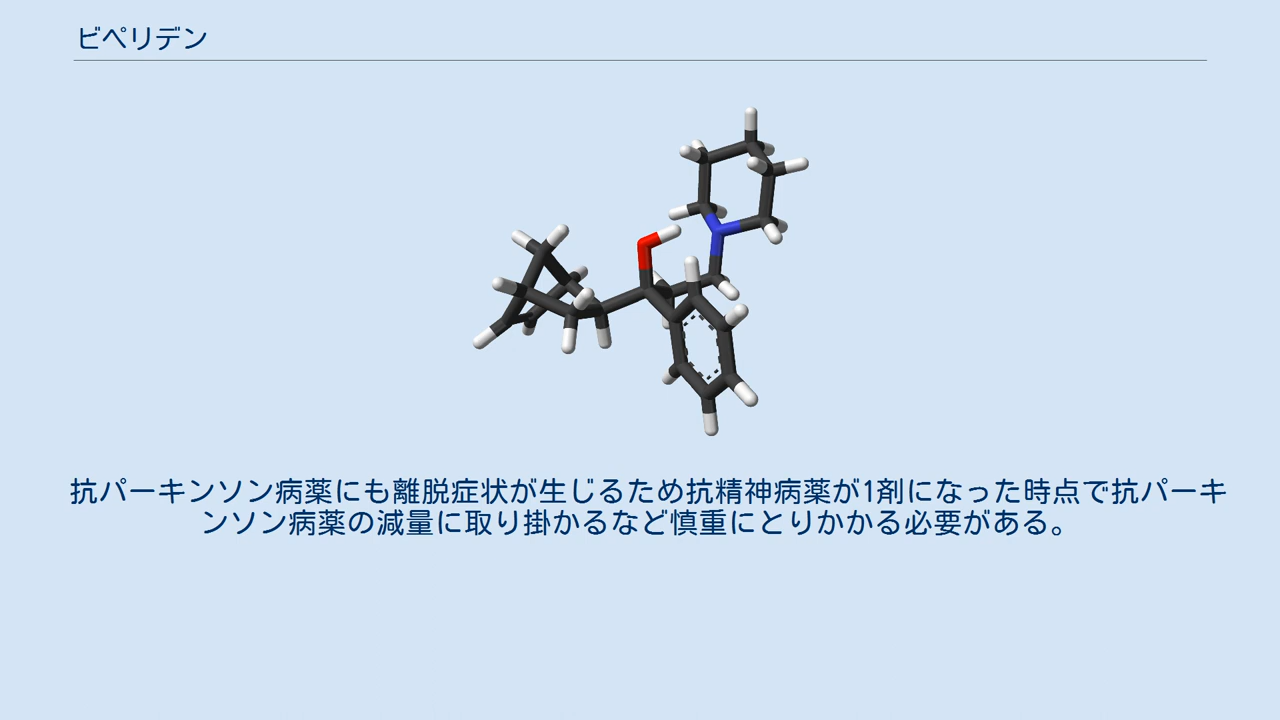 ビペリデン
抗パーキンソン病薬にも離脱症状が生じるため抗精神病薬が1剤になった時点で抗パーキ
ンソン病薬の減量に取り掛かるなど慎重にとりかかる必要がある。